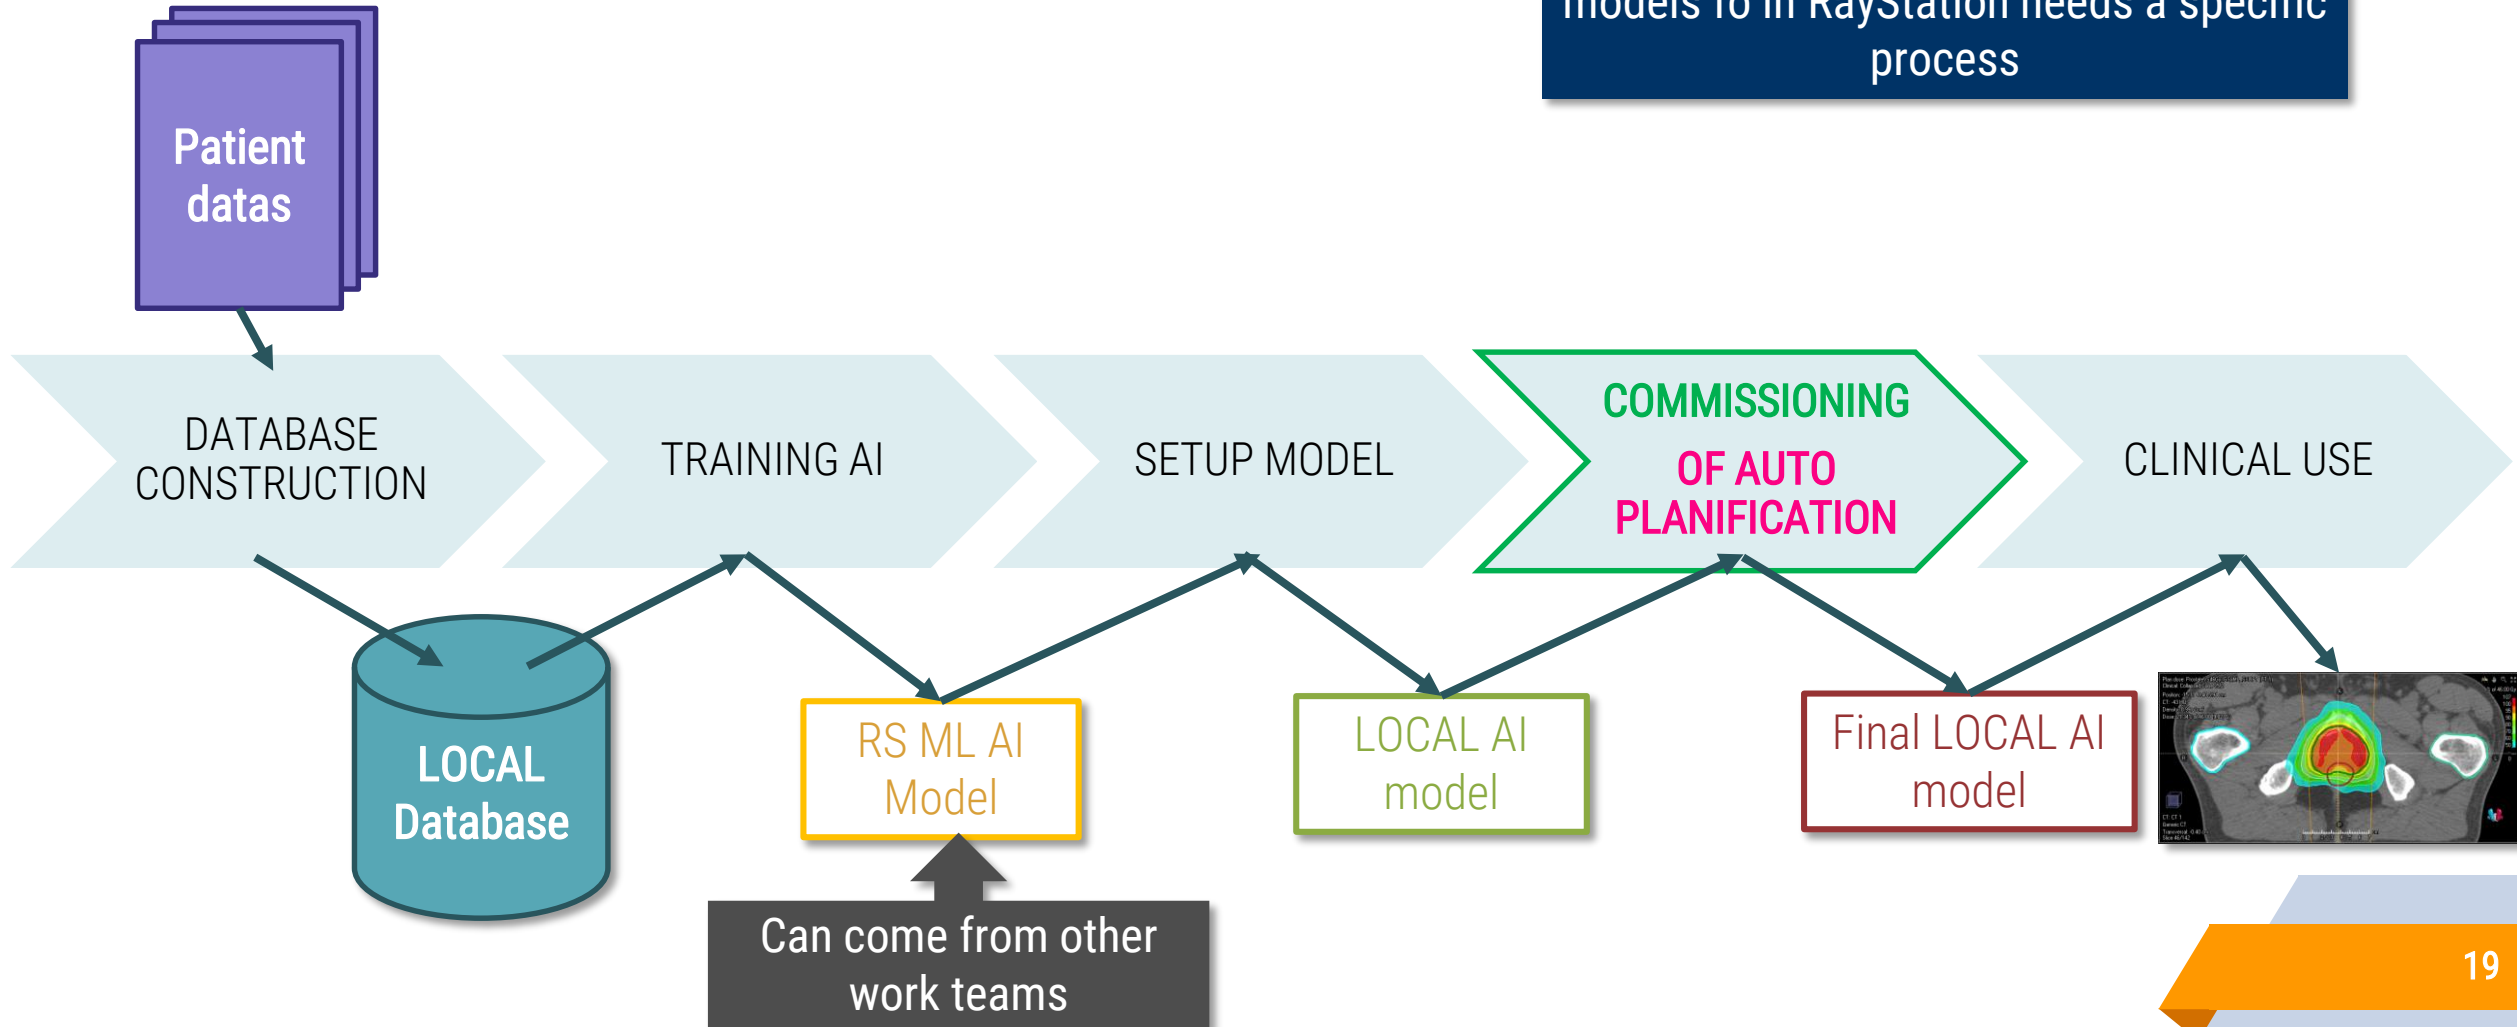 models ro in RayStation needs a specific
process
Patient
datas
DATABASE
CONSTRUCTION
TRAINING AI
SETUP MODEL
COMMISSIONING
OF AUTO
PLANIFICATION
CLINICAL USE
LOCAL
Database
RS ML AI
Model
LOCAL AI
model
Final LOCAL AI
model
Can come from other
work teams
19